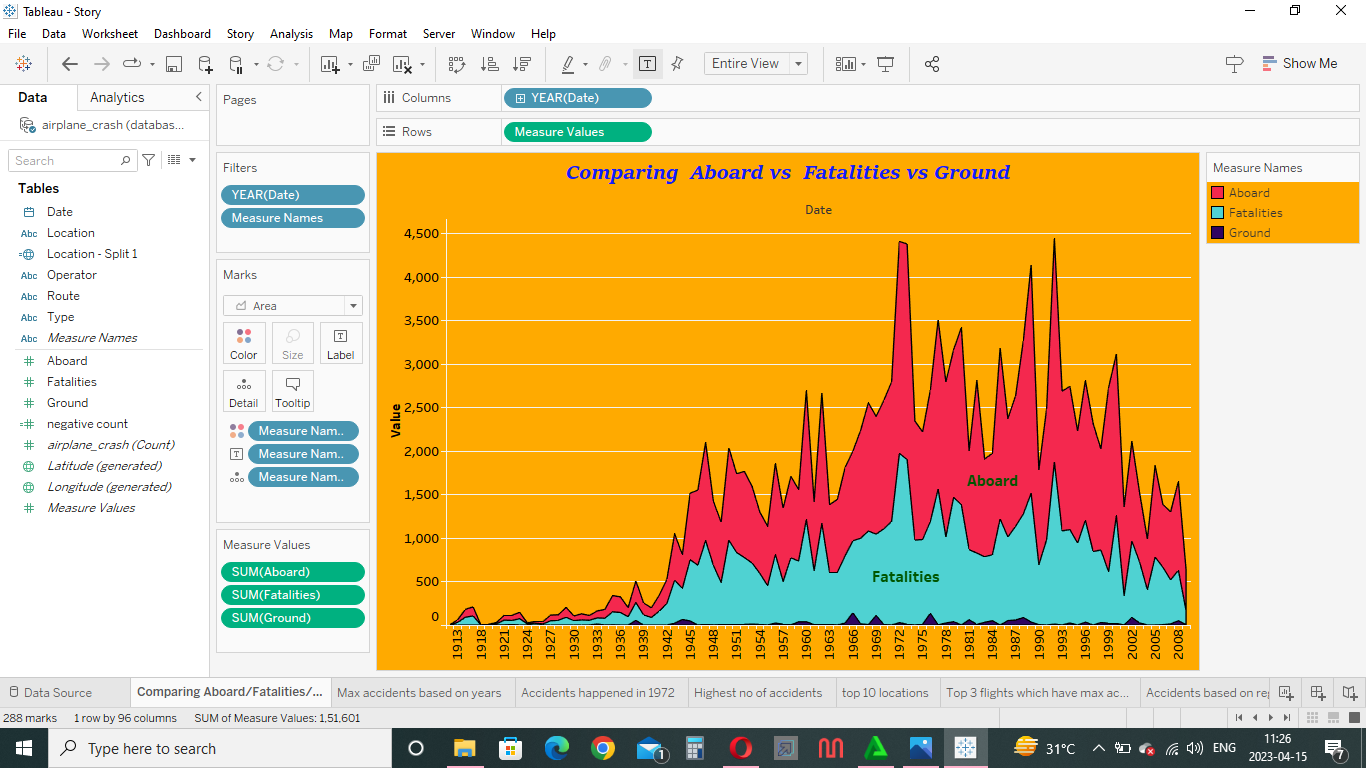 Tableau - Story
File Data Worksheet Dashboard Story Analysis Map Format Server Window Help
Entire View
Show Me
Data Analytics
airplane_crash (databas...
Search
Tables
Date
Abc Location
Location - Split 1
Abc Operator
Abc Route
Abc Type
Abc Measure Names
Aboard
Fatalities
Ground
negative count
airplane_crash (Count)
Latitude (generated)
Longitude (generated)
Measure Values
Pages
Filters
YEAR(Date)
Measure Names
Marks
Area
Color Size Label
Detail Tooltip
Measure Nam..
Measure Nam..
Measure Nam..
Measure Values
SUM(Aboard)
SUM(Fatalities)
SUM(Ground)
Columns YEAR(Date)
Rows Measure Values
Comparing Aboard vs Fatalities vs Ground
Date
Value
4,500
4,000
3,500
3,000
2,500
2,000
1,500
1,000
500
0
Aboard
Fatalities
1913 1918 1921 1924 1927 1930 1933 1936 1939 1942 1945 1948 1951 1954 1957 1960 1963 1966 1969 1972 1975 1978 1981 1984 1987 1990 1993 1996 1999 2002 2005 2008
Measure Names
Aboard
Fatalities
Ground
Data Source Comparing Aboard/Fatalities/... Max accidents based on years Accidents happened in 1972 Highest no of accidents top 10 locations Top 3 flights which have max ac... Accidents based on re
288 marks 1 row by 96 columns SUM of Measure Values: 1,51,601
Type here to search
1
31°C
ENG
11:26
2023-04-15
7